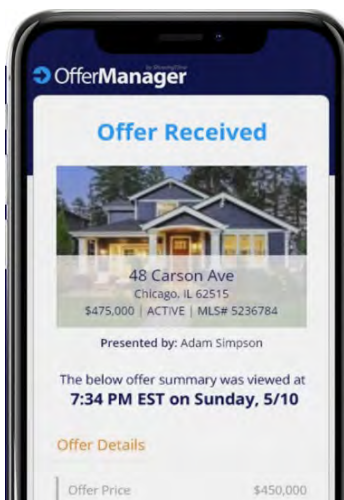 by ShowingTime
OfferManager
Offer Received
48 Carson Ave
Chicago, IL 62515
$475,000 | ACTIVE | MLS# 5236784
Presented by: Adam Simpson
The below offer summary was viewed at
7:34 PM EST on Sunday, 5/10
Offer Details
Offer Price $450,000